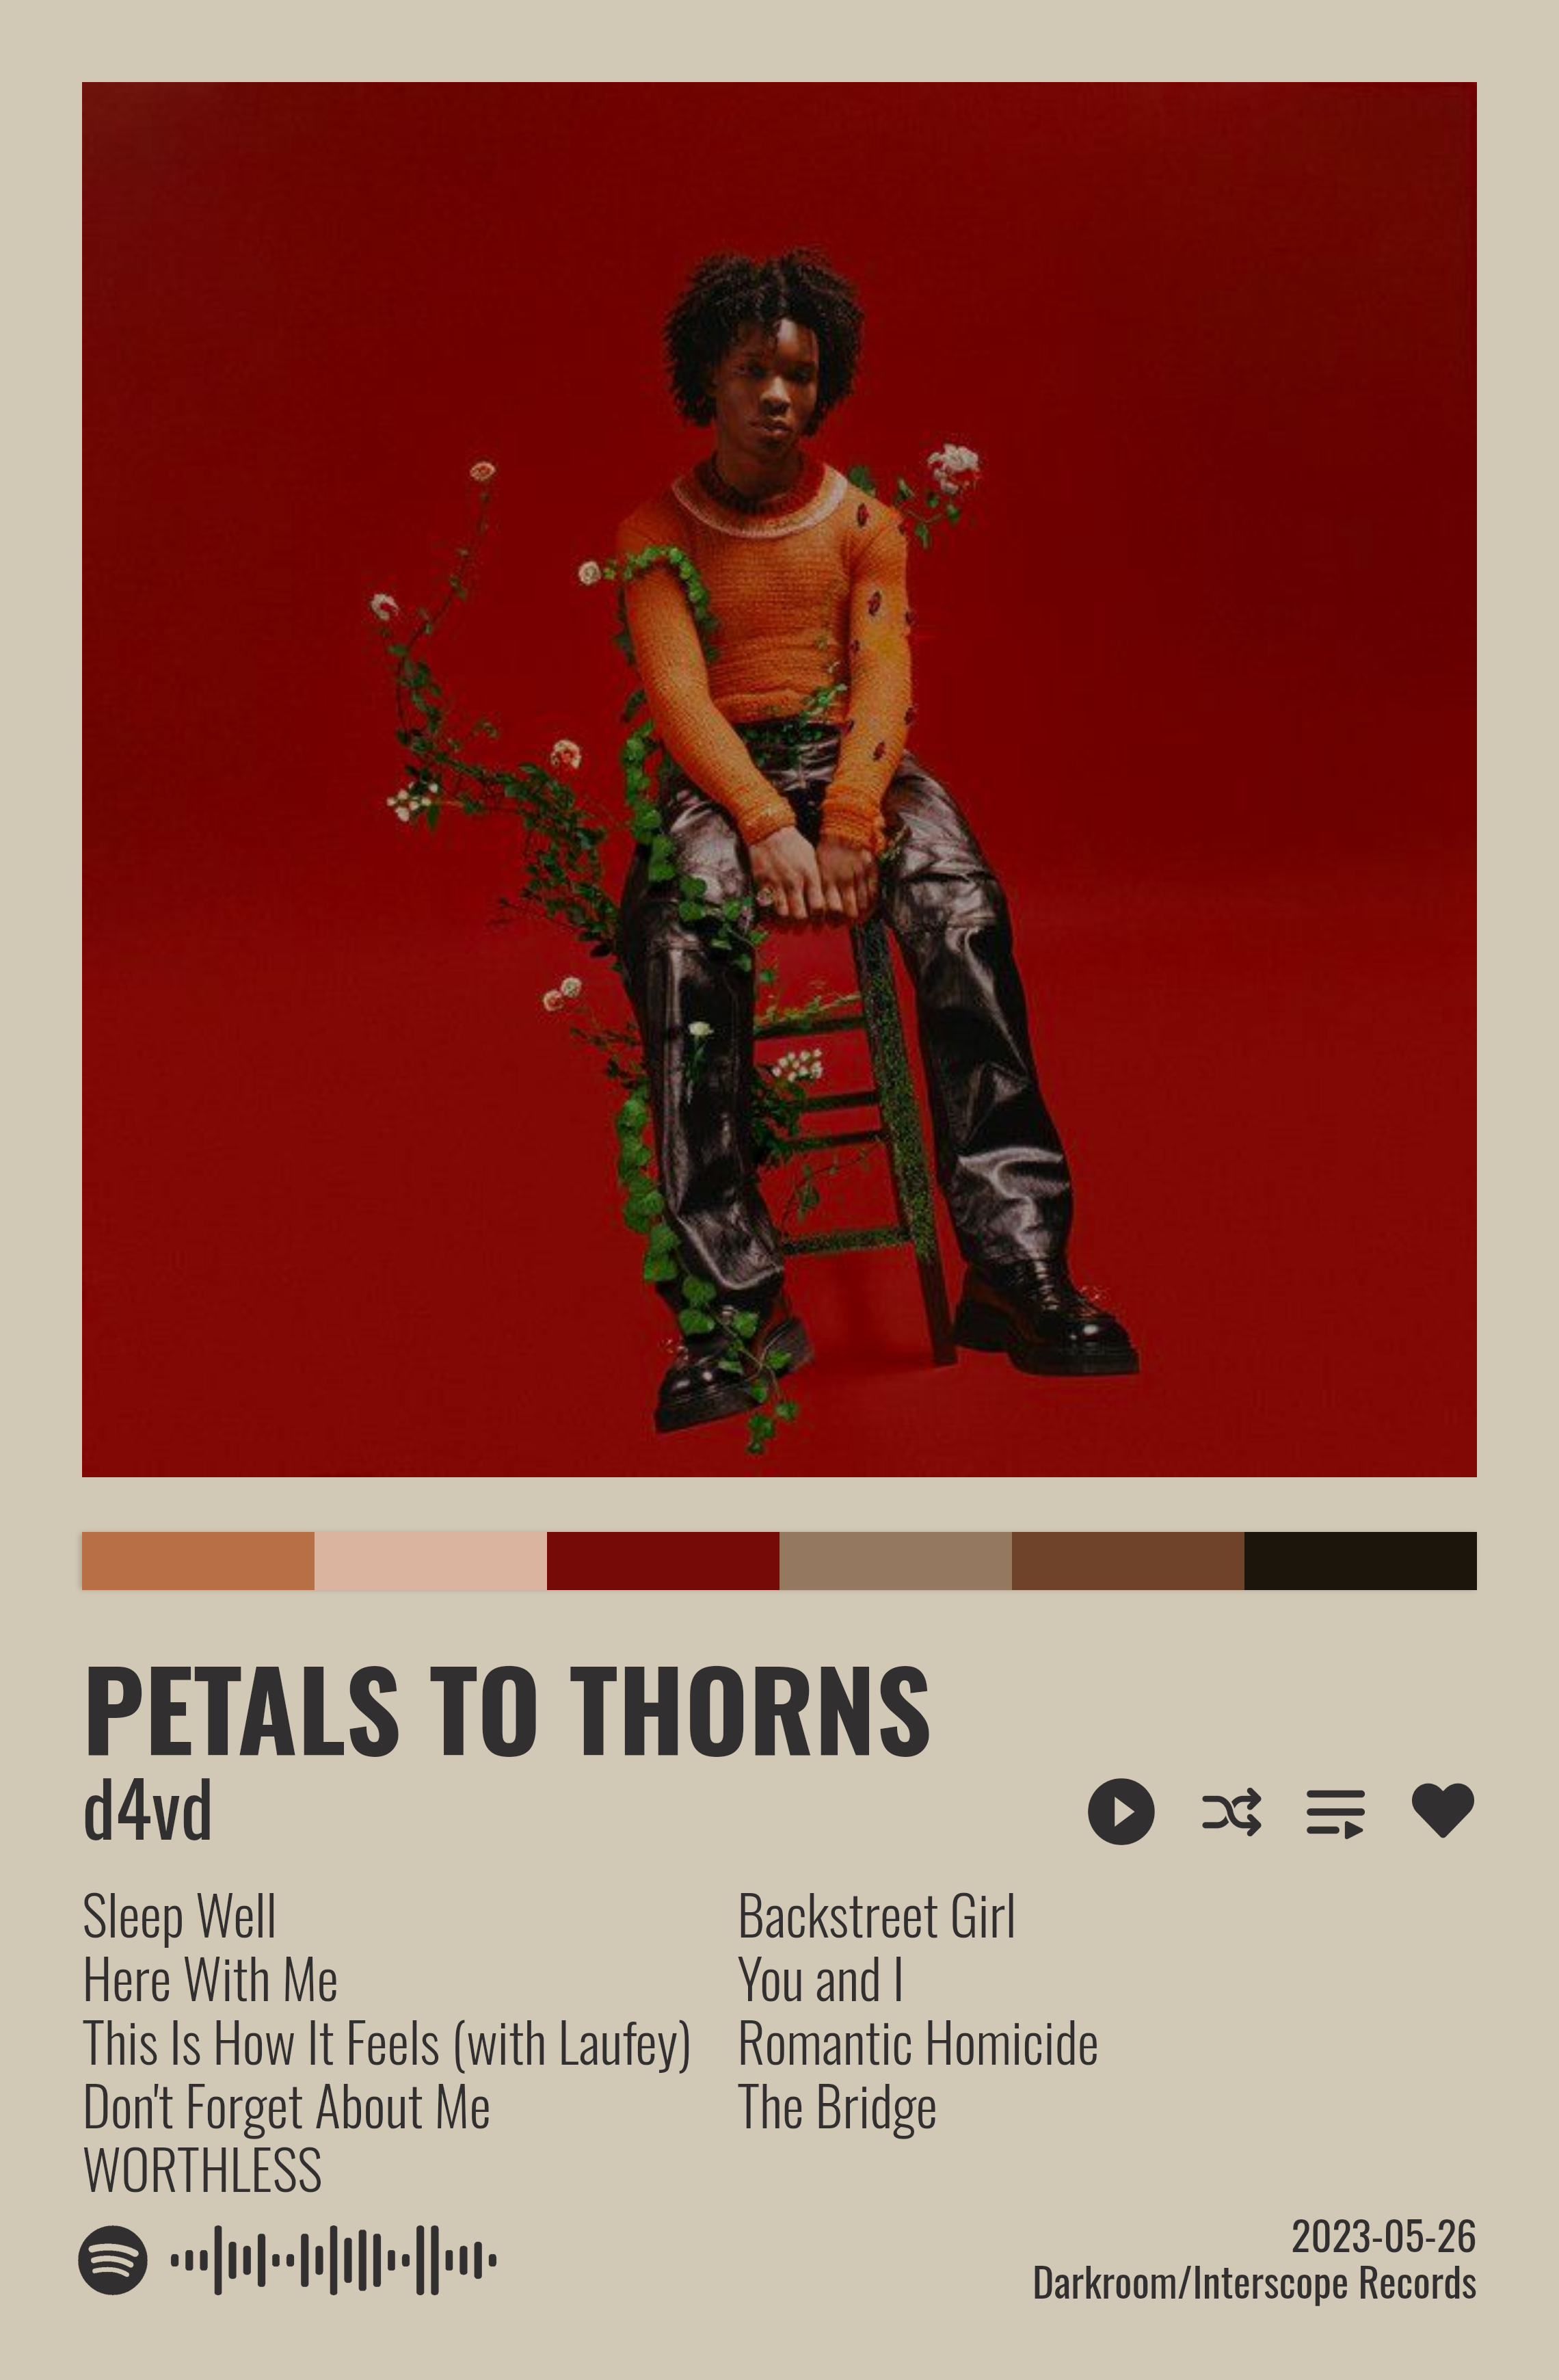 PETALS TO THORNS
d4vd
Sleep Well
Here With Me
This Is How It Feels (with Laufey)
Don't Forget About Me
WORTHLESS
Backstreet Girl
You and I
Romantic Homicide
The Bridge
2023-05-26
Darkroom/Interscope Records